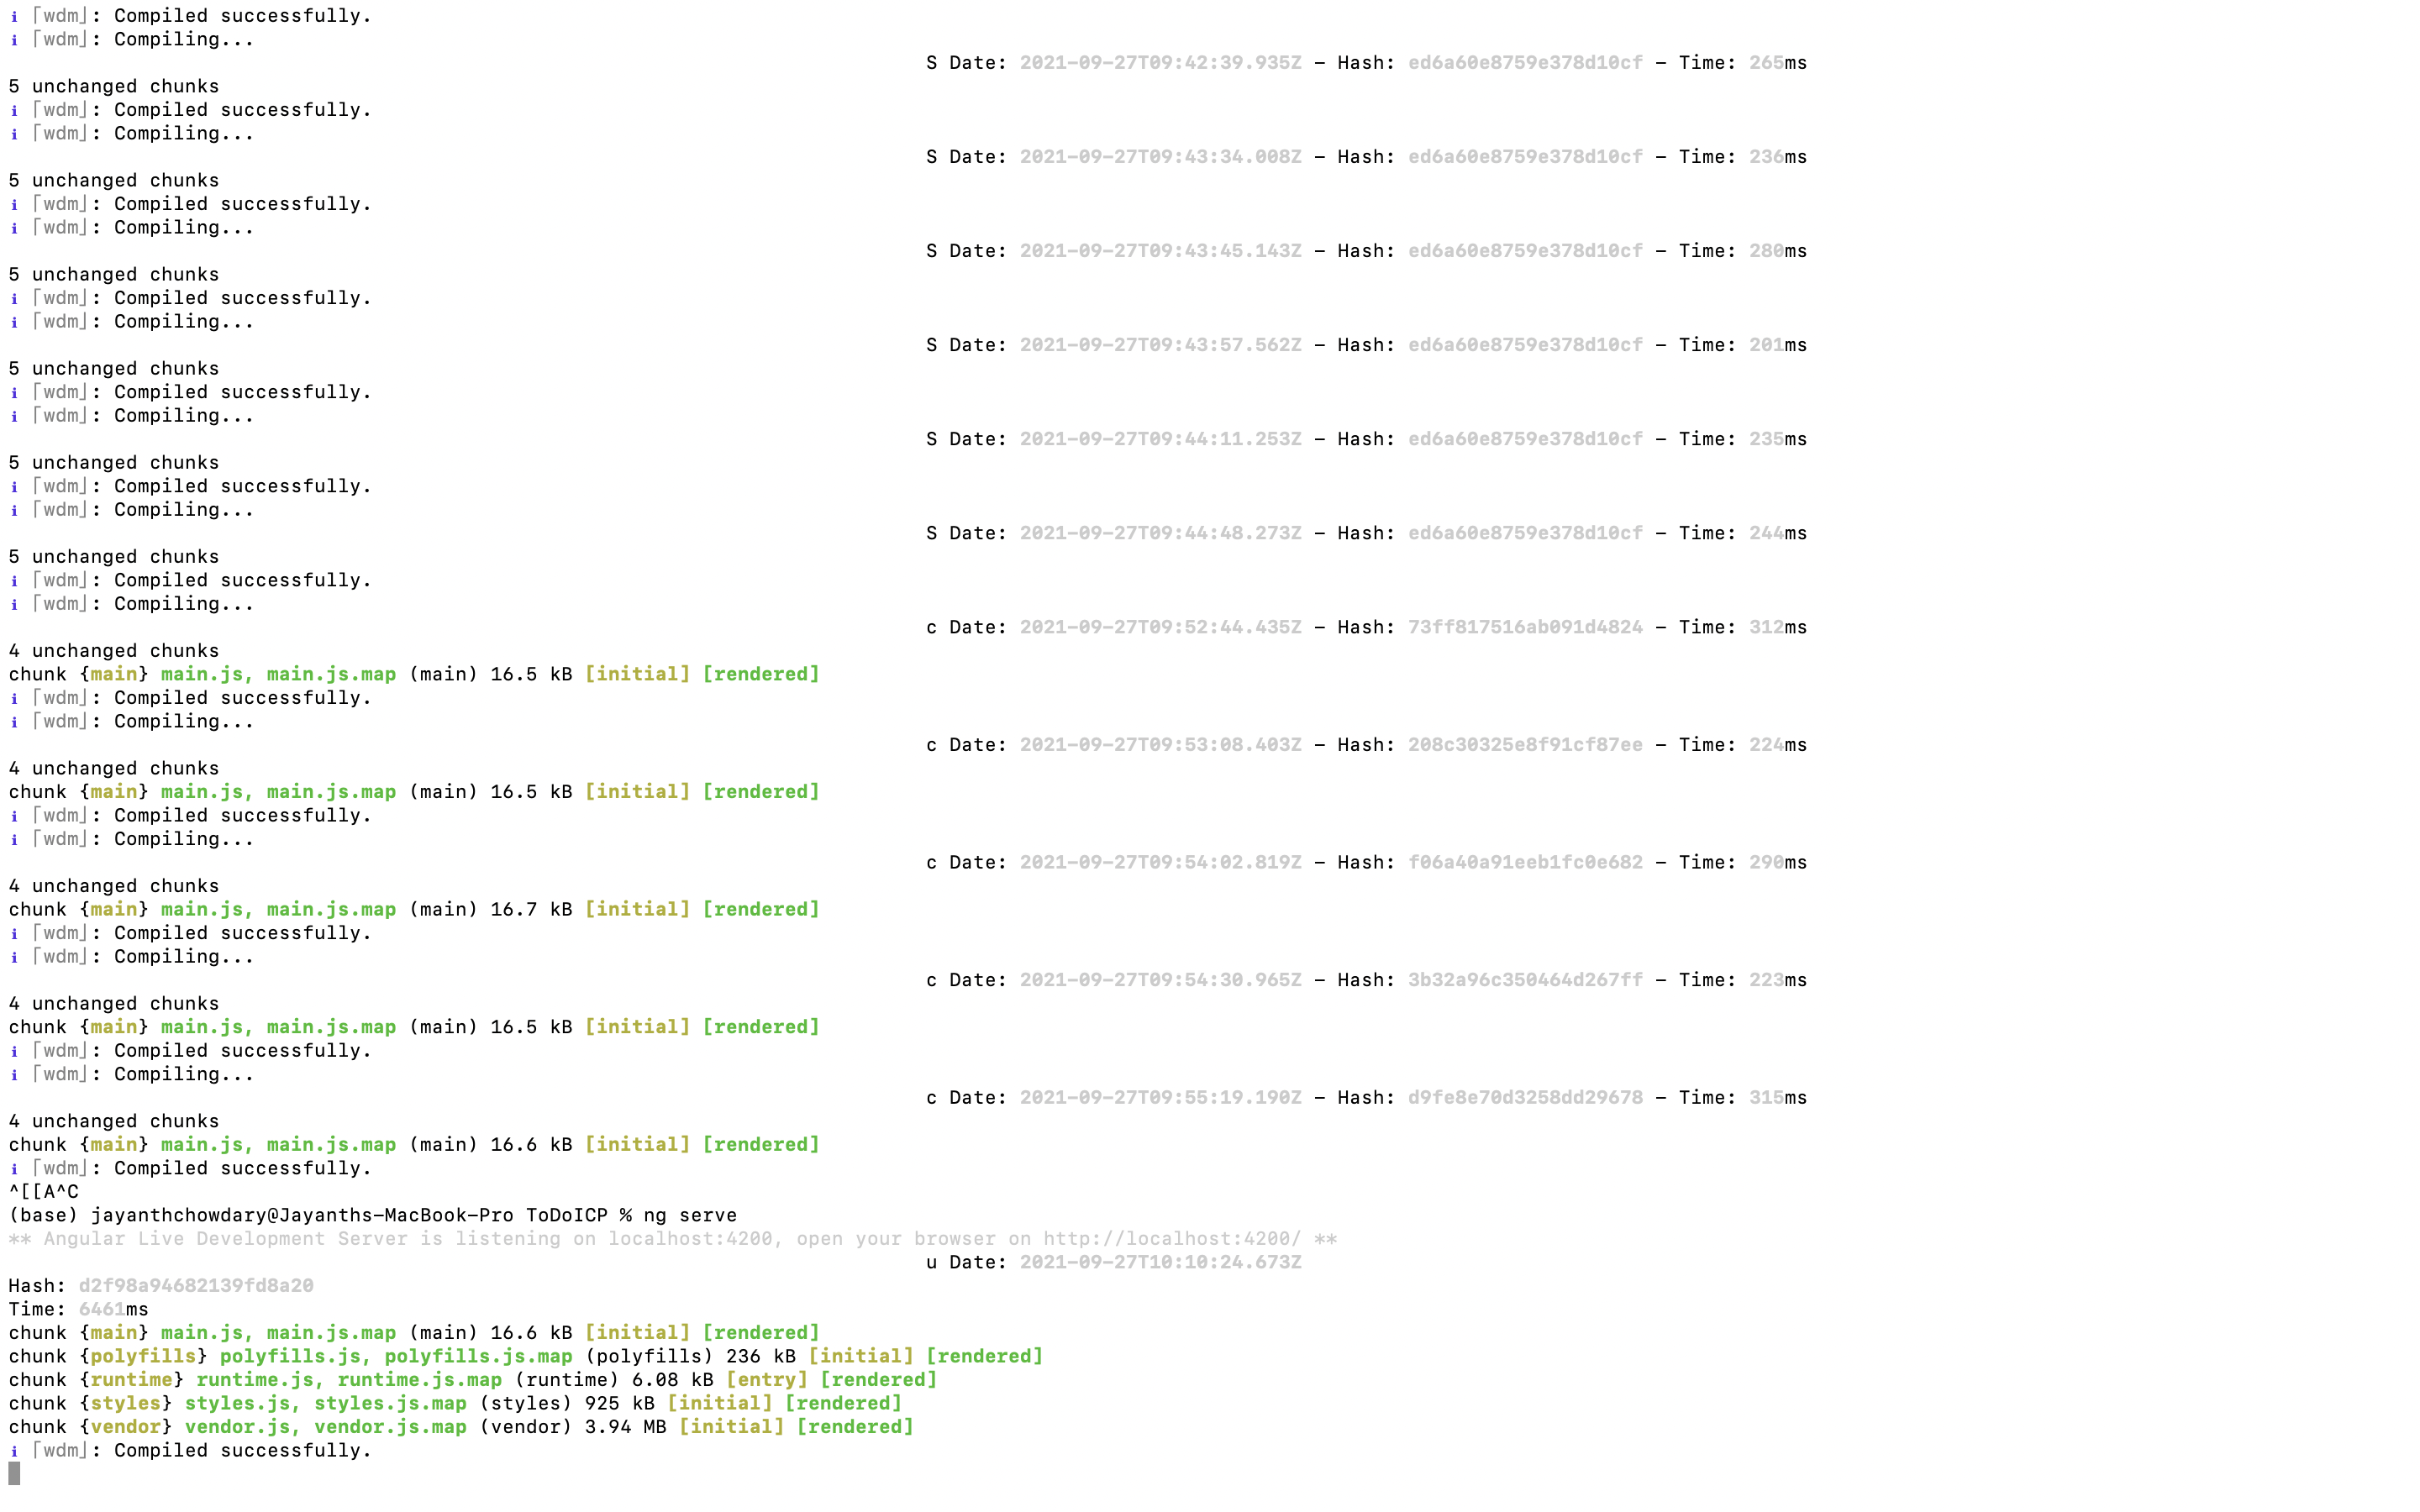 i ⌈wdm⌋: Compiled successfully.
i ⌈wdm⌋: Compiling...
S Date: 2021-09-27T09:42:39.935Z - Hash: ed6a60e8759e378d10cf - Time: 265ms
5 unchanged chunks
i ⌈wdm⌋: Compiled successfully.
i ⌈wdm⌋: Compiling...
S Date: 2021-09-27T09:43:34.008Z - Hash: ed6a60e8759e378d10cf - Time: 236ms
5 unchanged chunks
i ⌈wdm⌋: Compiled successfully.
i ⌈wdm⌋: Compiling...
S Date: 2021-09-27T09:43:45.143Z - Hash: ed6a60e8759e378d10cf - Time: 280ms
5 unchanged chunks
i ⌈wdm⌋: Compiled successfully.
i ⌈wdm⌋: Compiling...
S Date: 2021-09-27T09:43:57.562Z - Hash: ed6a60e8759e378d10cf - Time: 201ms
5 unchanged chunks
i ⌈wdm⌋: Compiled successfully.
i ⌈wdm⌋: Compiling...
S Date: 2021-09-27T09:44:11.253Z - Hash: ed6a60e8759e378d10cf - Time: 235ms
5 unchanged chunks
i ⌈wdm⌋: Compiled successfully.
i ⌈wdm⌋: Compiling...
S Date: 2021-09-27T09:44:48.273Z - Hash: ed6a60e8759e378d10cf - Time: 244ms
5 unchanged chunks
i ⌈wdm⌋: Compiled successfully.
i ⌈wdm⌋: Compiling...
c Date: 2021-09-27T09:52:44.435Z - Hash: 73ff817516ab091d4824 - Time: 312ms
4 unchanged chunks
chunk {main} main.js, main.js.map (main) 16.5 kB [initial] [rendered]
i ⌈wdm⌋: Compiled successfully.
i ⌈wdm⌋: Compiling...
c Date: 2021-09-27T09:53:08.403Z - Hash: 208c30325e8f91cf87ee - Time: 224ms
4 unchanged chunks
chunk {main} main.js, main.js.map (main) 16.5 kB [initial] [rendered]
i ⌈wdm⌋: Compiled successfully.
i ⌈wdm⌋: Compiling...
c Date: 2021-09-27T09:54:02.819Z - Hash: f06a40a91eeb1fc0e682 - Time: 290ms
4 unchanged chunks
chunk {main} main.js, main.js.map (main) 16.7 kB [initial] [rendered]
i ⌈wdm⌋: Compiled successfully.
i ⌈wdm⌋: Compiling...
c Date: 2021-09-27T09:54:30.965Z - Hash: 3b32a96c350464d267ff - Time: 223ms
4 unchanged chunks
chunk {main} main.js, main.js.map (main) 16.5 kB [initial] [rendered]
i ⌈wdm⌋: Compiled successfully.
i ⌈wdm⌋: Compiling...
c Date: 2021-09-27T09:55:19.190Z - Hash: d9fe8e70d3258dd29678 - Time: 315ms
4 unchanged chunks
chunk {main} main.js, main.js.map (main) 16.6 kB [initial] [rendered]
i ⌈wdm⌋: Compiled successfully.
^[[A^C
(base) jayanthchowdary@Jayanths-MacBook-Pro ToDoICP % ng serve
** Angular Live Development Server is listening on localhost:4200, open your browser on http://localhost:4200/ **
u Date: 2021-09-27T10:10:24.673Z
Hash: d2f98a94682139fd8a20
Time: 6461ms
chunk {main} main.js, main.js.map (main) 16.6 kB [initial] [rendered]
chunk {polyfills} polyfills.js, polyfills.js.map (polyfills) 236 kB [initial] [rendered]
chunk {runtime} runtime.js, runtime.js.map (runtime) 6.08 kB [entry] [rendered]
chunk {styles} styles.js, styles.js.map (styles) 925 kB [initial] [rendered]
chunk {vendor} vendor.js, vendor.js.map (vendor) 3.94 MB [initial] [rendered]
i ⌈wdm⌋: Compiled successfully.